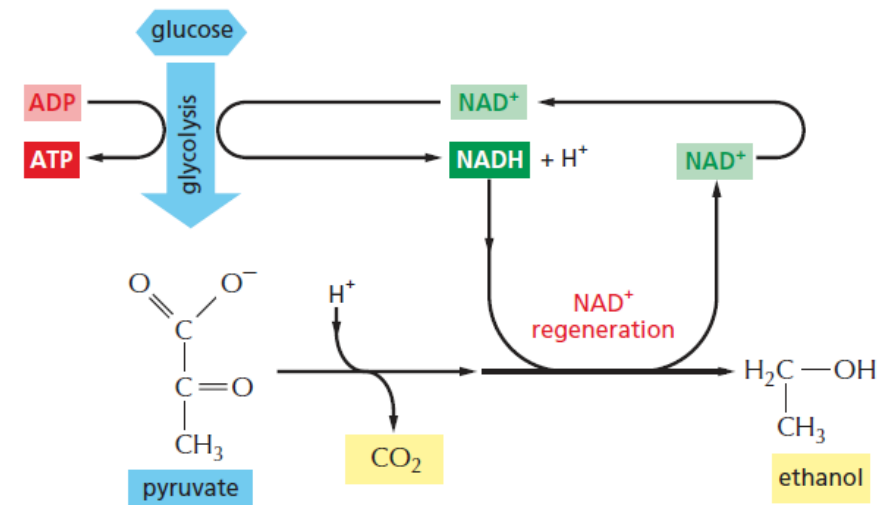 glucose
ADP
ATP
glycolysis
NAD⁺
NADH + H⁺
NAD⁺
O
O⁻
C
C=O
CH₃
pyruvate
H⁺
CO₂
NAD⁺
regeneration
H₂C—OH
CH₃
ethanol